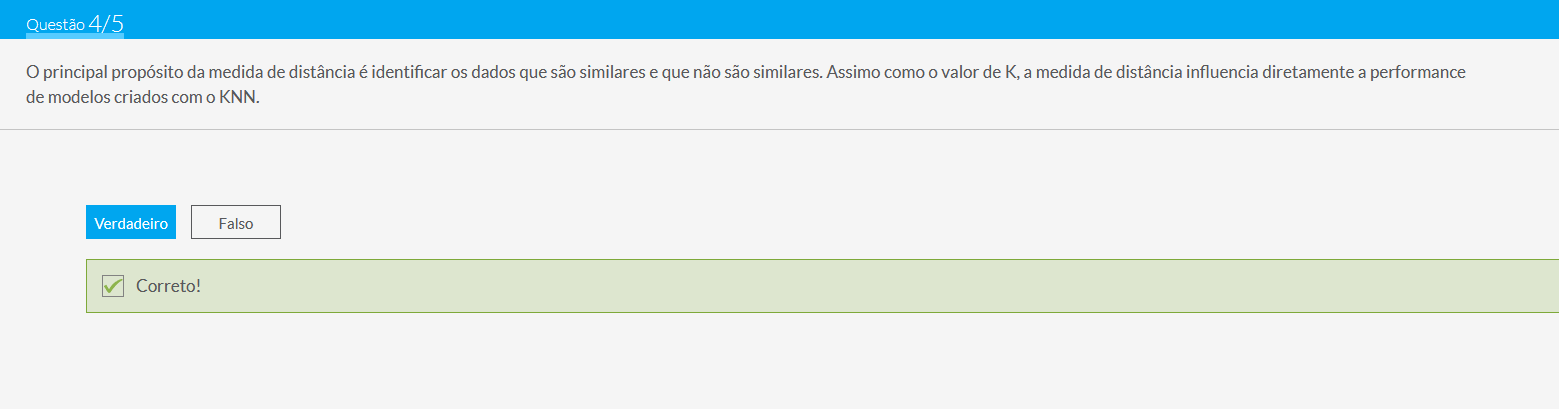 Questão 4/5
O principal propósito da medida de distância é identificar os dados que são similares e que não são similares. Assimo como o valor de K, a medida de distância influencia diretamente a performance
de modelos criados com o KNN.
Verdadeiro Falso
Correto!